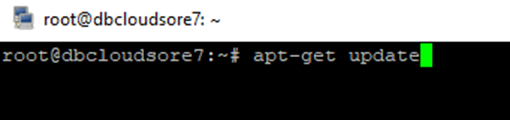 root@dbcloudsore7: ~
root@dbcloudsore7:~# apt-get update